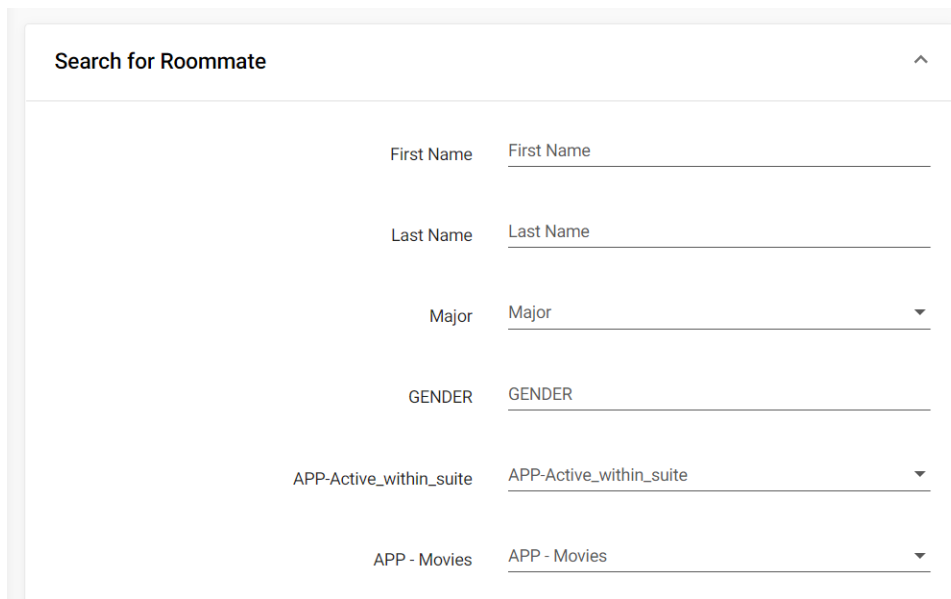 Search for Roommate
First Name First Name
Last Name Last Name
Major Major
GENDER GENDER
APP-Active_within_suite APP-Active_within_suite
APP - Movies APP - Movies